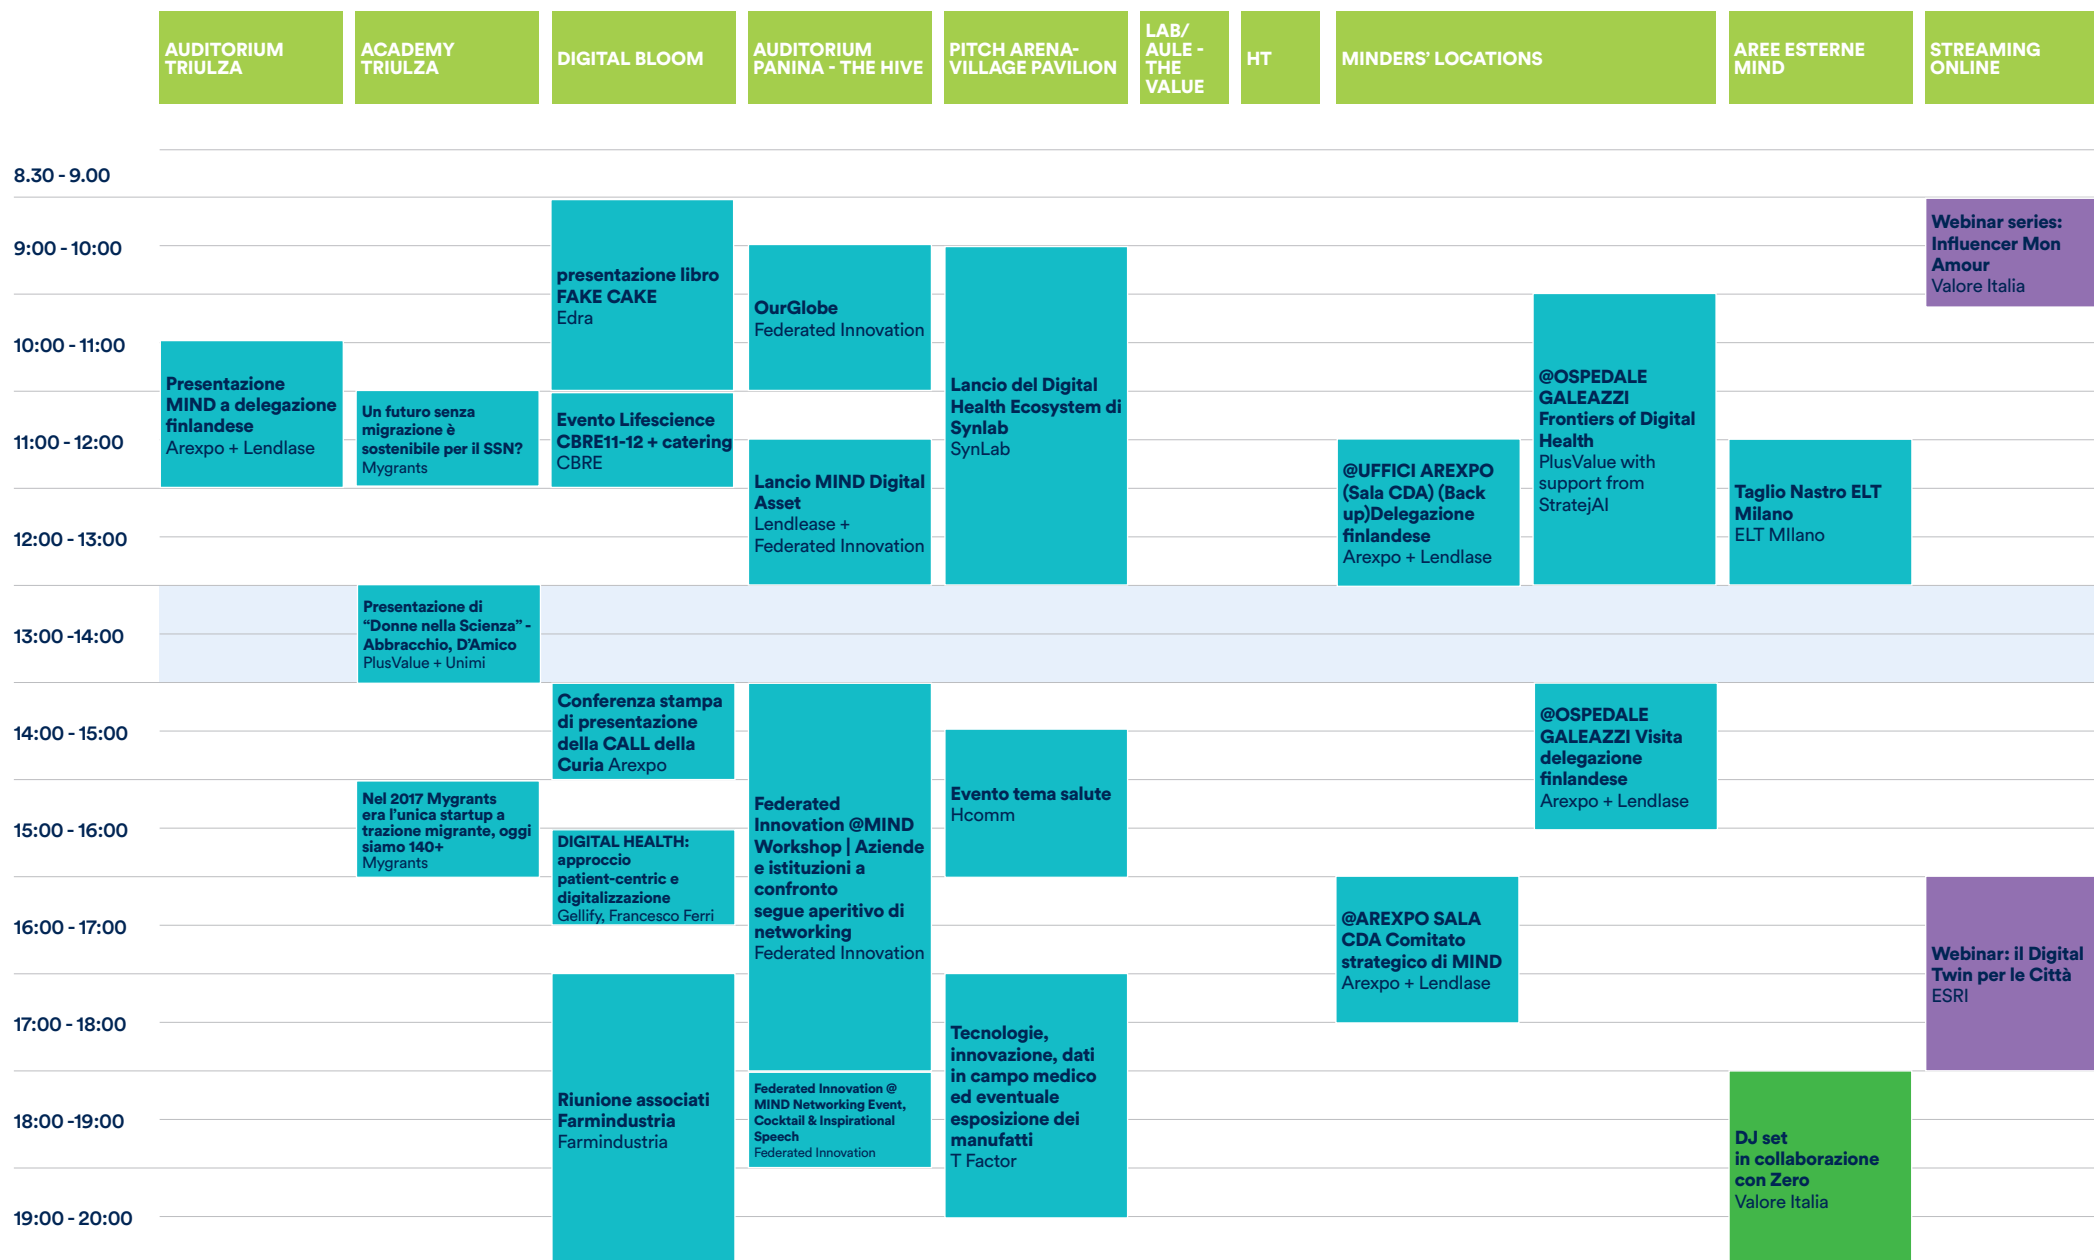 AUDITORIUM
TRIULZA
ACADEMY
TRIULZA
DIGITAL BLOOM
AUDITORIUM
PANINA - THE HIVE
PITCH ARENA-
VILLAGE PAVILION
LAB/
AULE -
THE
VALUE
HT
MINDERS’ LOCATIONS
AREE ESTERNE
MIND
STREAMING
ONLINE
8.30 - 9.00
9:00 - 10:00
10:00 - 11:00
11:00 - 12:00
12:00 - 13:00
13:00 -14:00
14:00 - 15:00
15:00 - 16:00
16:00 - 17:00
17:00 - 18:00
18:00 -19:00
19:00 - 20:00
Presentazione
MIND a delegazione
finlandese
Arexpo + Lendlase
Un futuro senza
migrazione è
sostenibile per il SSN?
Mygrants
Presentazione di
“Donne nella Scienza” -
Abbracchio, D’Amico
PlusValue + Unimi
Nel 2017 Mygrants
era l’unica startup a
trazione migrante, oggi
siamo 140+
Mygrants
presentazione libro
FAKE CAKE
Edra
Evento Lifescience
CBRE11-12 + catering
CBRE
Conferenza stampa
di presentazione
della CALL della
Curia Arexpo
DIGITAL HEALTH:
approccio
patient-centric e
digitalizzazione
Gellify, Francesco Ferri
Riunione associati
Farmindustria
Farmindustria
OurGlobe
Federated Innovation
Lancio MIND Digital
Asset
Lendlease +
Federated Innovation
Federated
Innovation @MIND
Workshop | Aziende
e istituzioni a
confronto
segue aperitivo di
networking
Federated Innovation
Federated Innovation @
MIND Networking Event,
Cocktail & Inspirational
Speech
Federated Innovation
Lancio del Digital
Health Ecosystem di
Synlab
SynLab
Evento tema salute
Hcomm
Tecnologie,
innovazione, dati
in campo medico
ed eventuale
esposizione dei
manufatti
T Factor
@UFFICI AREXPO
(Sala CDA) (Back
up)Delegazione
finlandese
Arexpo + Lendlase
@AREXPO SALA
CDA Comitato
strategico di MIND
Arexpo + Lendlase
@OSPEDALE
GALEAZZI
Frontiers of Digital
Health
PlusValue with
support from
StratejAI
@OSPEDALE
GALEAZZI Visita
delegazione
finlandese
Arexpo + Lendlase
Taglio Nastro ELT
Milano
ELT MIlano
DJ set
in collaborazione
con Zero
Valore Italia
Webinar series:
Influencer Mon
Amour
Valore Italia
Webinar: il Digital
Twin per le Città
ESRI